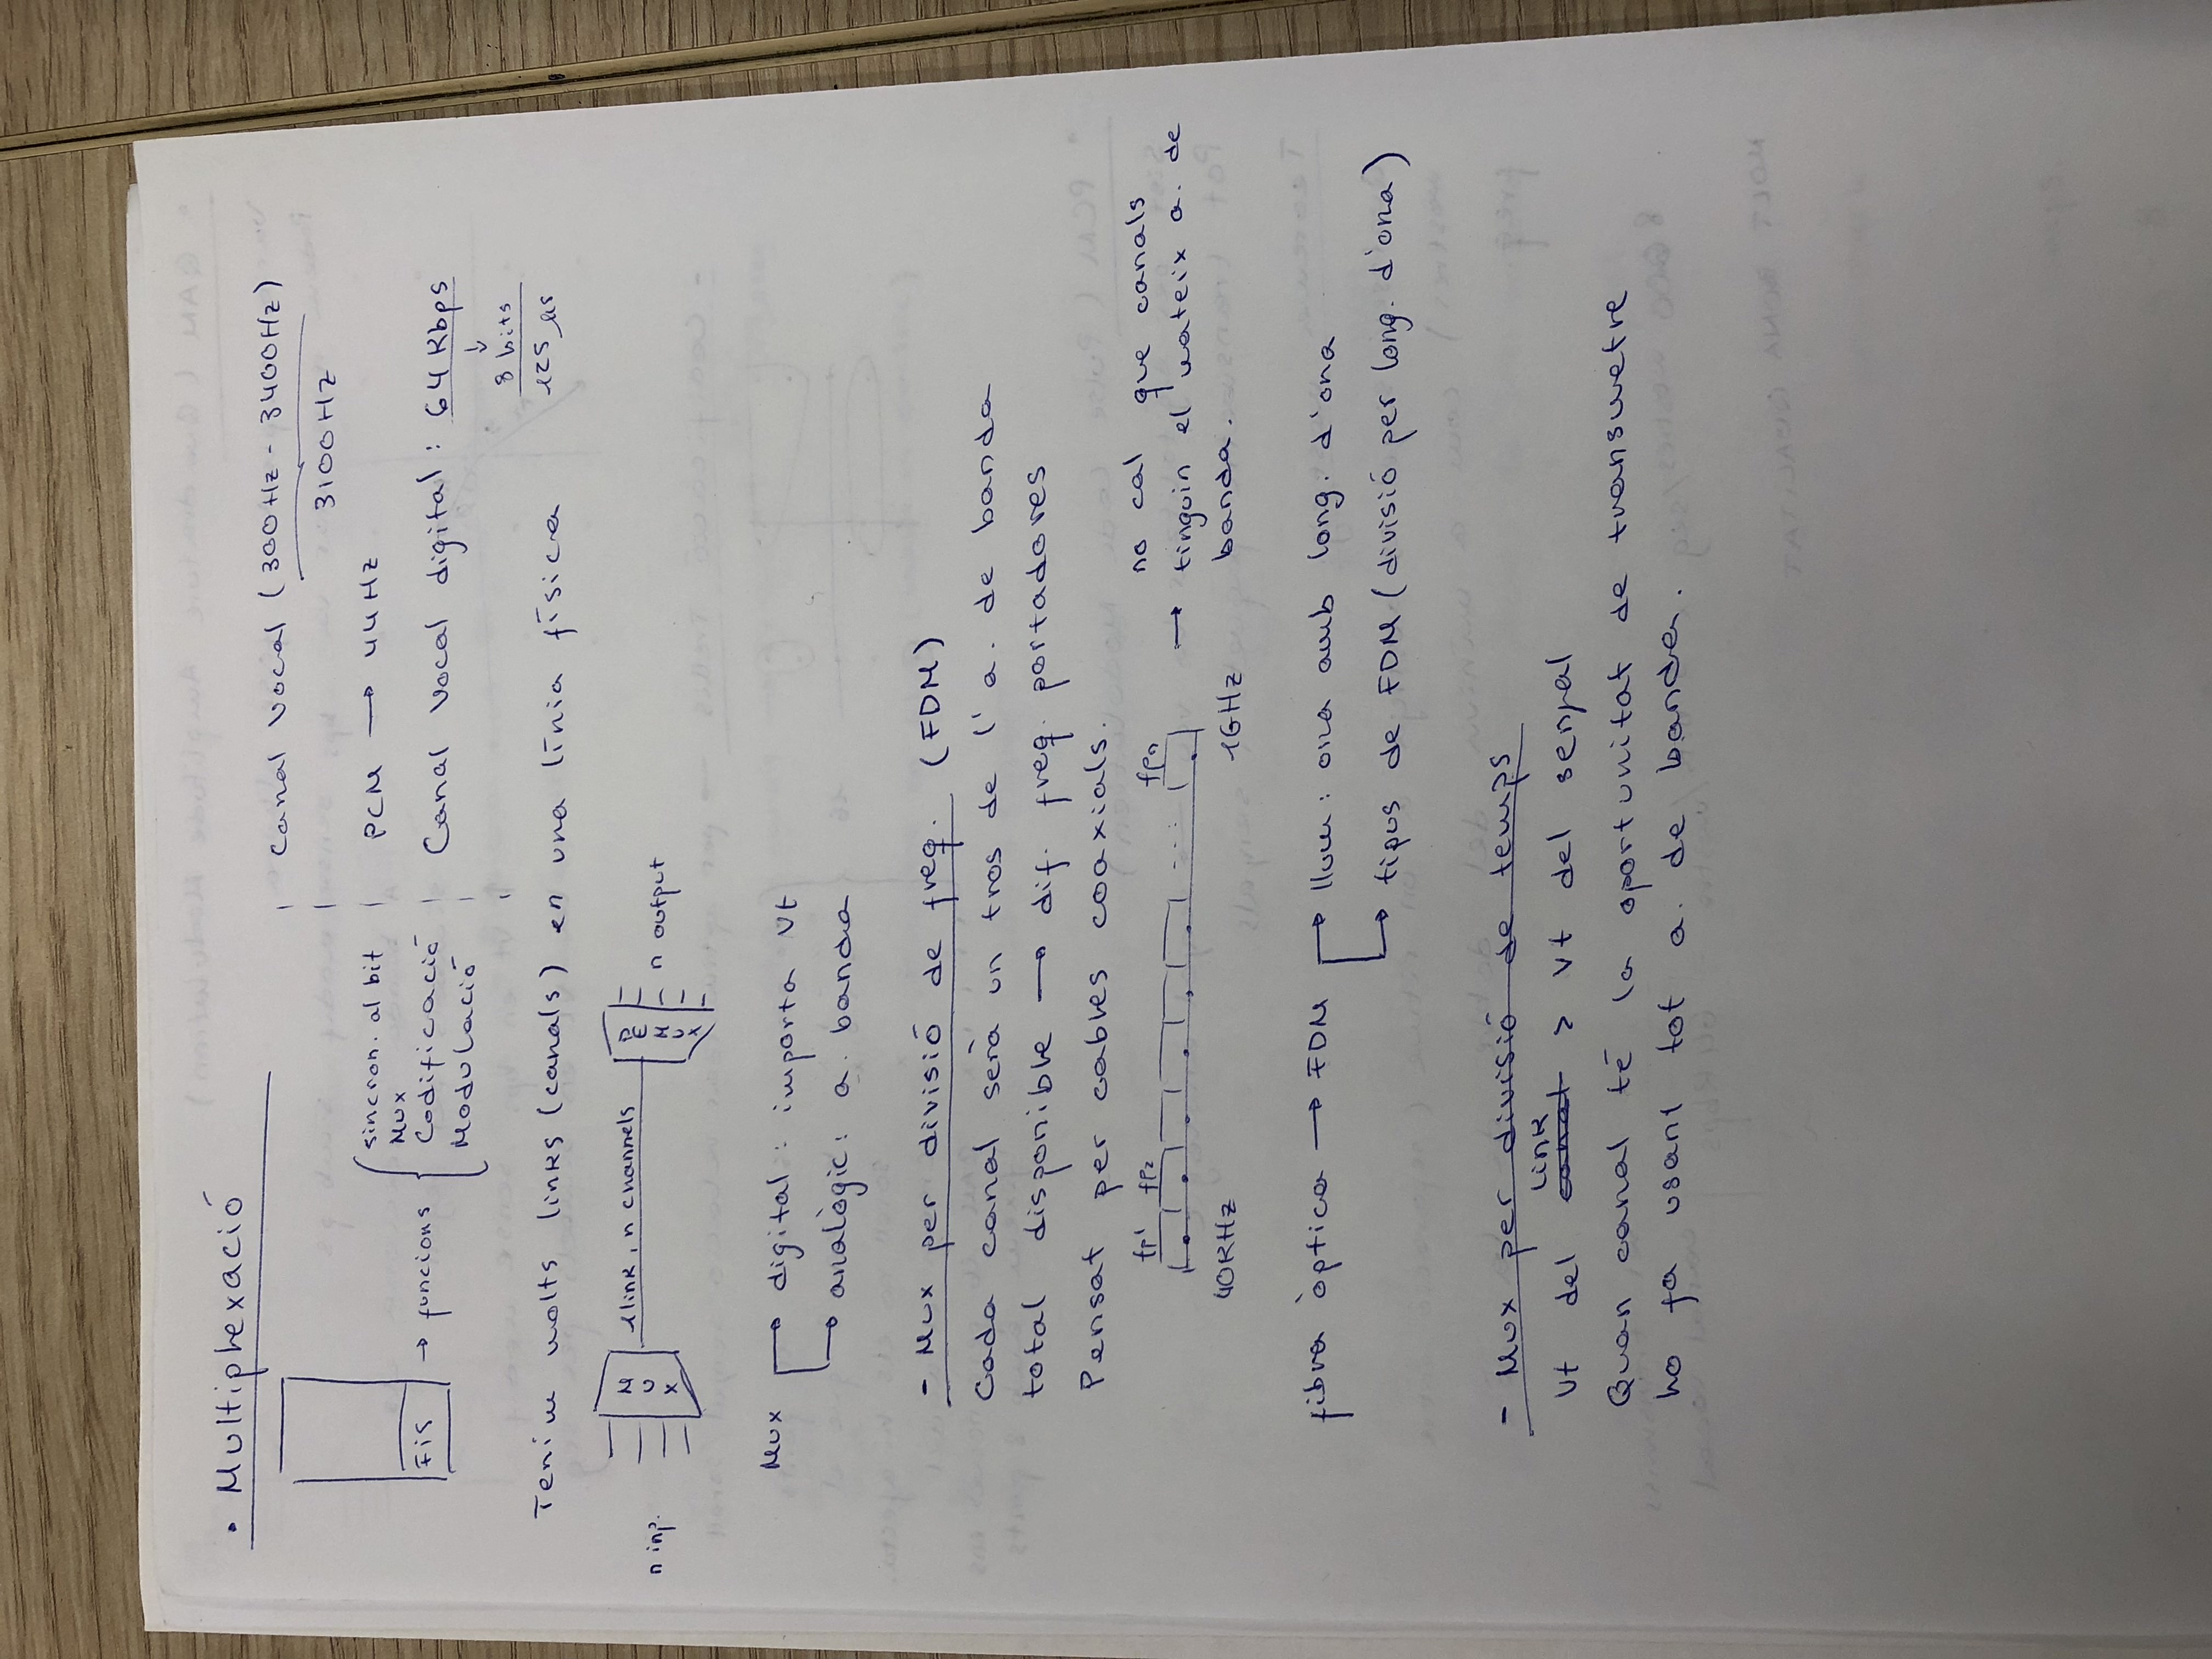 • Multiplexació
Canal Vocal (300Hz - 3400Hz)
3100Hz
PCM → 44Hz
Canal Vocal digital: 64 Kbps
↓
8 bits
125 µs
FIS → funcions
sincron. al bit
Mux
Codificació
Modulació
Tenim molts links (canals) en una línia física
n inp.
MUX
1 link, n channels
DEMUX
n output
Mux → digital: importa Vt
→ analògic: a. banda
- Mux per divisió de freq. (FDM)
Cada canal serà un tros de l'a. de banda
total disponible → dif. freq. portadores
Pensat per cables coaxials.
fp1 fp2 ... fpn
40KHz 1GHz
→ no cal que canals
tinguin el mateix a. de
banda.
fibra òptica → FDM → llum: ona amb long. d'ona
→ tipus de FDM (divisió per long. d'ona)
- Mux per divisió de temps
link
Vt del canal > Vt del senyal
Quan canal té la oportunitat de transmetre
ho fa usant tot a. de banda.